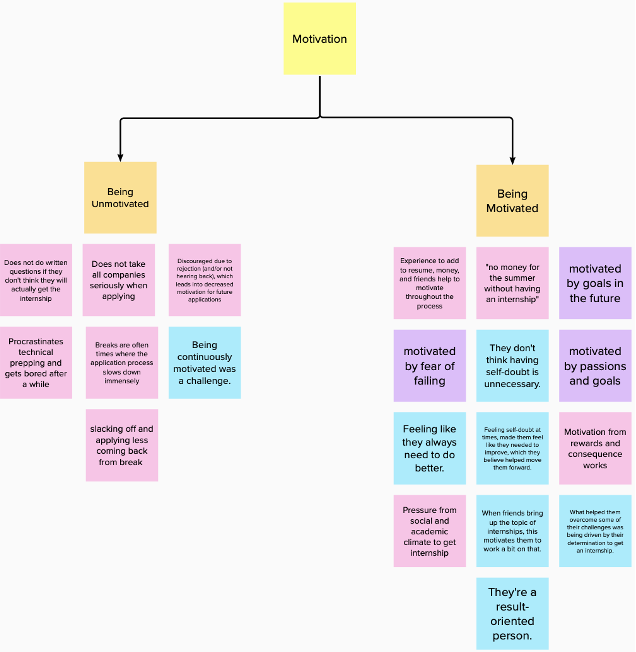 Motivation
Being
Unmotivated
Being
Motivated
Does not do written
questions if they
don't think they will
actually get the
internship
Does not take
all companies
seriously when
applying
Discouraged due to
rejection (and/or not
hearing back), which
leads into decreased
motivation for future
applications
Procrastinates
technical
prepping and
gets bored after
a while
Breaks are often
times where the
application process
slows down
immensely
Being
continuously
motivated was
a challenge.
slacking off and
applying less
coming back
from break
Experience to add
to resume, money,
and friends help to
motivate
throughout the
process
"no money for
the summer
without having
an internship"
motivated
by goals in
the future
motivated
by fear of
failing
They don't
think having
self-doubt is
unnecessary.
motivated
by passions
and goals
Feeling like
they always
need to do
better.
Feeling self-doubt at
times, made them feel
like they needed to
improve, which they
believe helped move
them forward.
Motivation from
rewards and
consequence
works
Pressure from
social and
academic
climate to get
internship
When friends bring
up the topic of
internships, this
motivates them to
work a bit on that.
What helped them
overcome some of
their challenges was
being driven by their
determination to get
an internship.
They're a
result-
oriented
person.